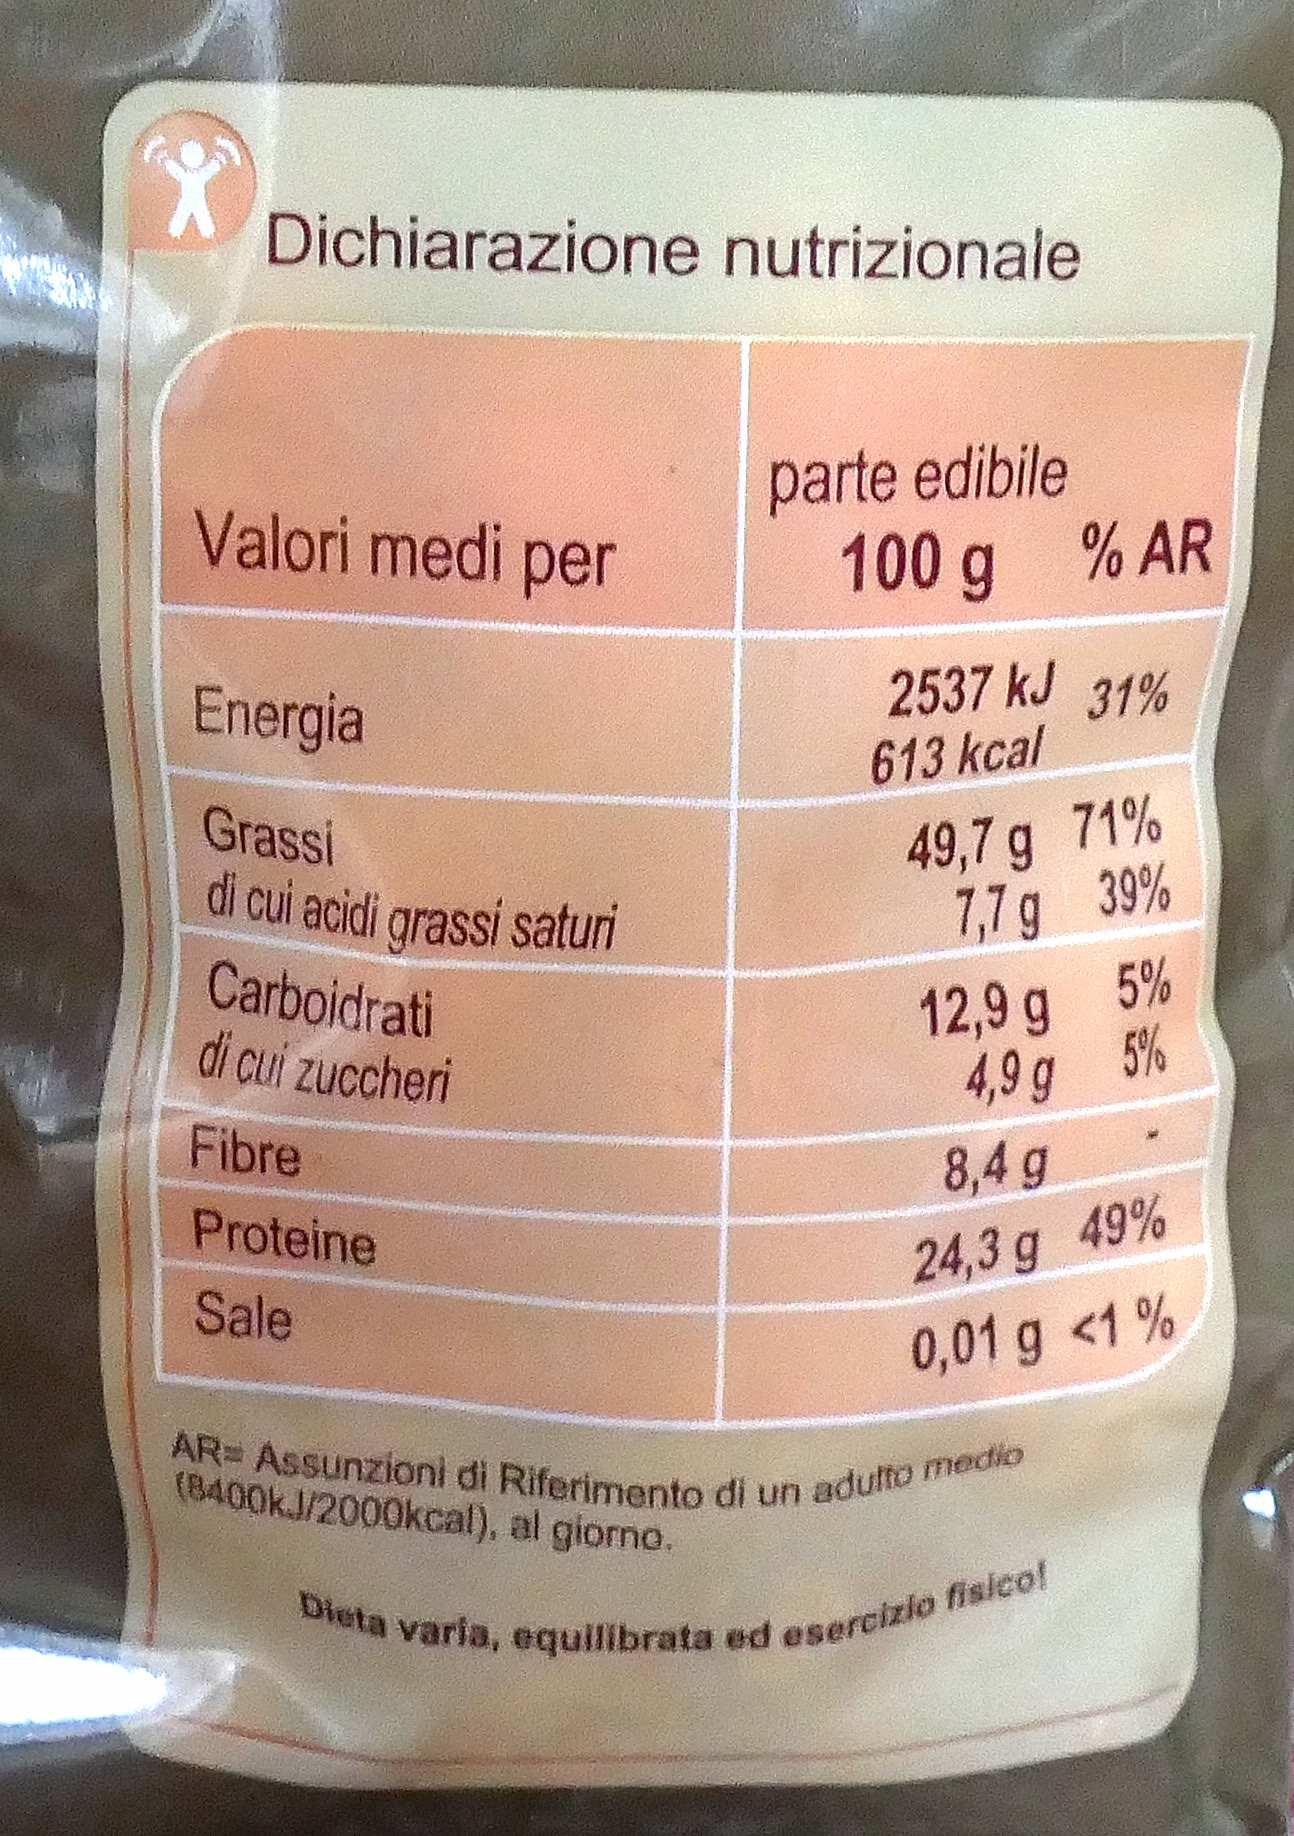 Dichiarazione nutrizionale
parte edibile
Valori medi per 100 g % AR
Energia 2537 kJ 31%
613 kcal
Grassi 49,7 g 71%
di cui acidi grassi saturi 7,7 g 39%
Carboidrati 12,9 g 5%
di cui zuccheri 4,9 g 5%
Fibre 8,4 g -
Proteine 24,3 g 49%
Sale 0,01 g <1 %
AR= Assunzioni di Riferimento di un adulto medio
(8400kJ/2000kcal), al giorno.
Dieta varia, equilibrata ed esercizio fisico!